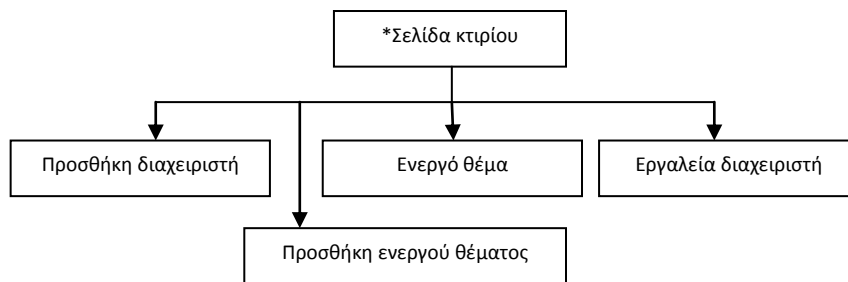 *Σελίδα κτιρίου
Προσθήκη διαχειριστή
Ενεργό θέμα
Εργαλεία διαχειριστή
Προσθήκη ενεργού θέματος